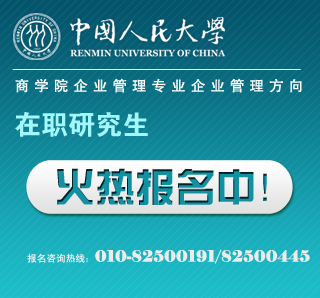 中國人民大學
RENMIN UNIVERSITY OF CHINA
商学院企业管理专业企业管理方向
在职研究生
火热报名中!
报名咨询热线: 010-82500191/82500445